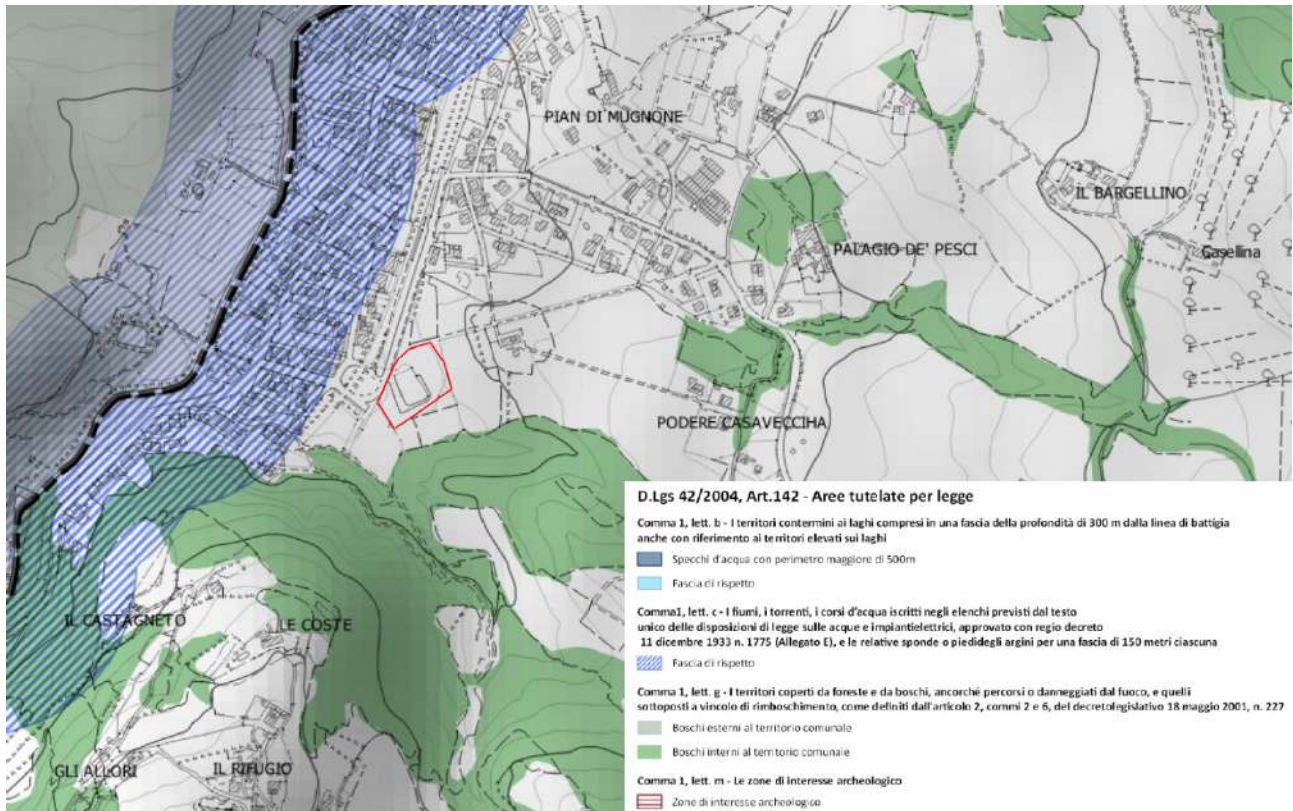 PIAN DI MUGNONE
IL BARGELLINO
PALAGIO DE' PESCI
Casellina
PODERE CASAVECCIHA
IL CASTAGNETO
LE COSTE
GLI ALLORI
IL RIFUGIO
D.Lgs 42/2004, Art.142 - Aree tutelate per legge
Comma 1, lett. b - I territori contermini ai laghi compresi in una fascia della profondità di 300 m dalla linea di battigia
anche con riferimento ai territori elevati sui laghi
Specchi d'acqua con perimetro maggiore di 500m
Fascia di rispetto
Comma1, lett. c - I fiumi, i torrenti, i corsi d'acqua iscritti negli elenchi previsti dal testo
unico delle disposizioni di legge sulle acque e impiantielettrici, approvato con regio decreto
11 dicembre 1933 n. 1775 (Allegato E), e le relative sponde o piedidegli argini per una fascia di 150 metri ciascuna
Fascia di rispetto
Comma 1, lett. g - I territori coperti da foreste e da boschi, ancorché percorsi o danneggiati dal fuoco, e quelli
sottoposti a vincolo di rimboschimento, come definiti dall'articolo 2, commi 2 e 6, del decretolegislativo 18 maggio 2001, n. 227
Boschi esterni al territorio comunale
Boschi interni al territorio comunale
Comma 1, lett. m - Le zone di interesse archeologico
Zone di interesse archeologico